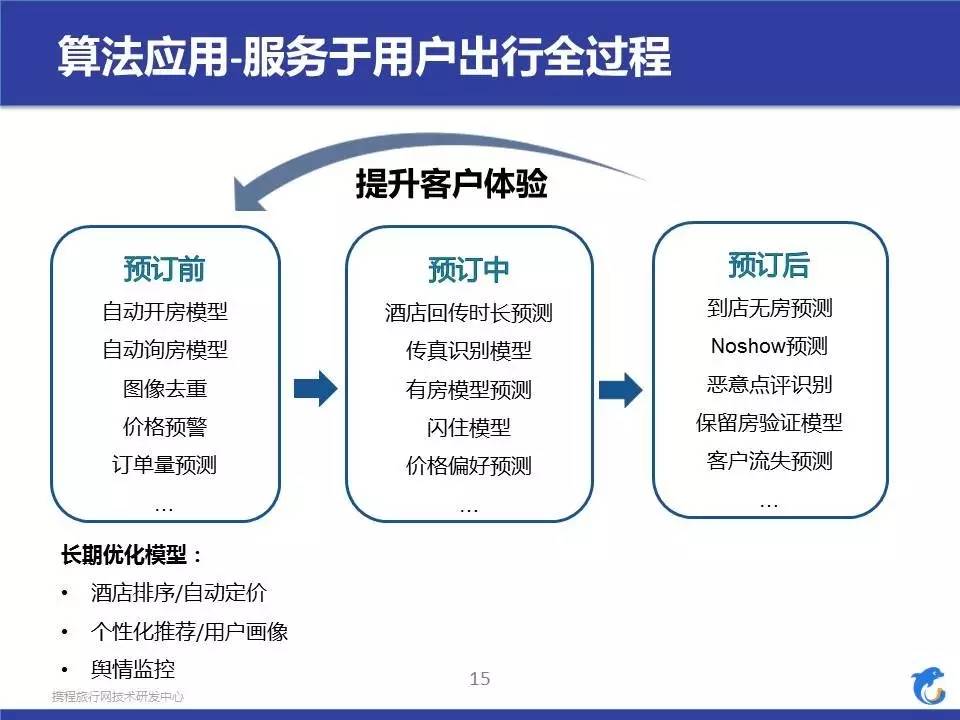 算法应用-服务于用户出行全过程
提升客户体验
预订前
自动开房模型
自动询房模型
图像去重
价格预警
订单量预测
...
预订中
酒店回传时长预测
传真识别模型
有房模型预测
闪住模型
价格偏好预测
...
预订后
到店无房预测
Noshow预测
恶意点评识别
保留房验证模型
客户流失预测
...
长期优化模型：
• 酒店排序/自动定价
• 个性化推荐/用户画像
• 舆情监控
携程旅行网技术研发中心
15